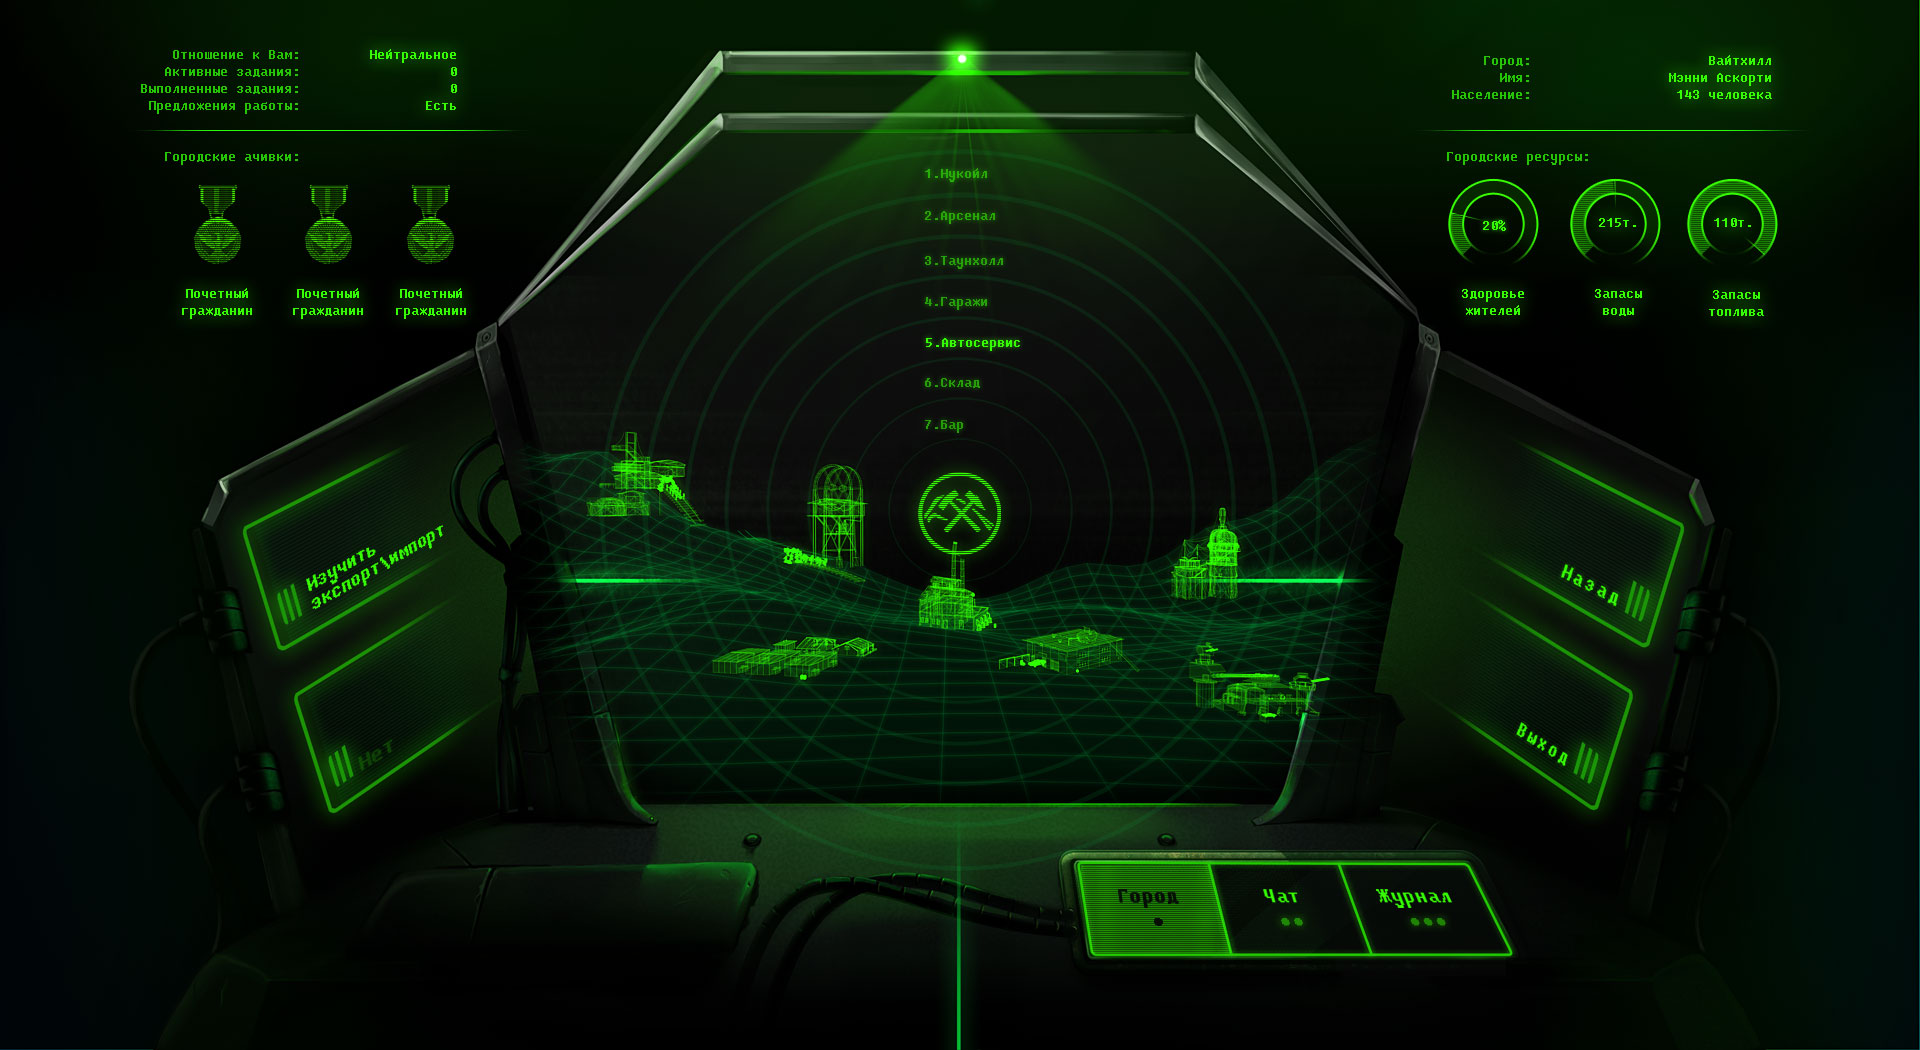 Отношение к Вам: Нейтральное
Активные задания: 0
Выполненные задания: 0
Предложения работы: Есть
Городские ачивки:
Почетный
гражданин
Почетный
гражданин
Почетный
гражданин
Город: Вайтхилл
Имя: Мэнни Аскорти
Население: 143 человека
Городские ресурсы:
20%
215т.
110т.
Здоровье
жителей
Запасы
воды
Запасы
топлива
1.Нукойл
2.Арсенал
3.Таунхолл
4.Гаражи
5.Автосервис
6.Склад
7.Бар
Изучить
экспорт\импорт
Нет
Назад
Выход
Город
Чат
Журнал